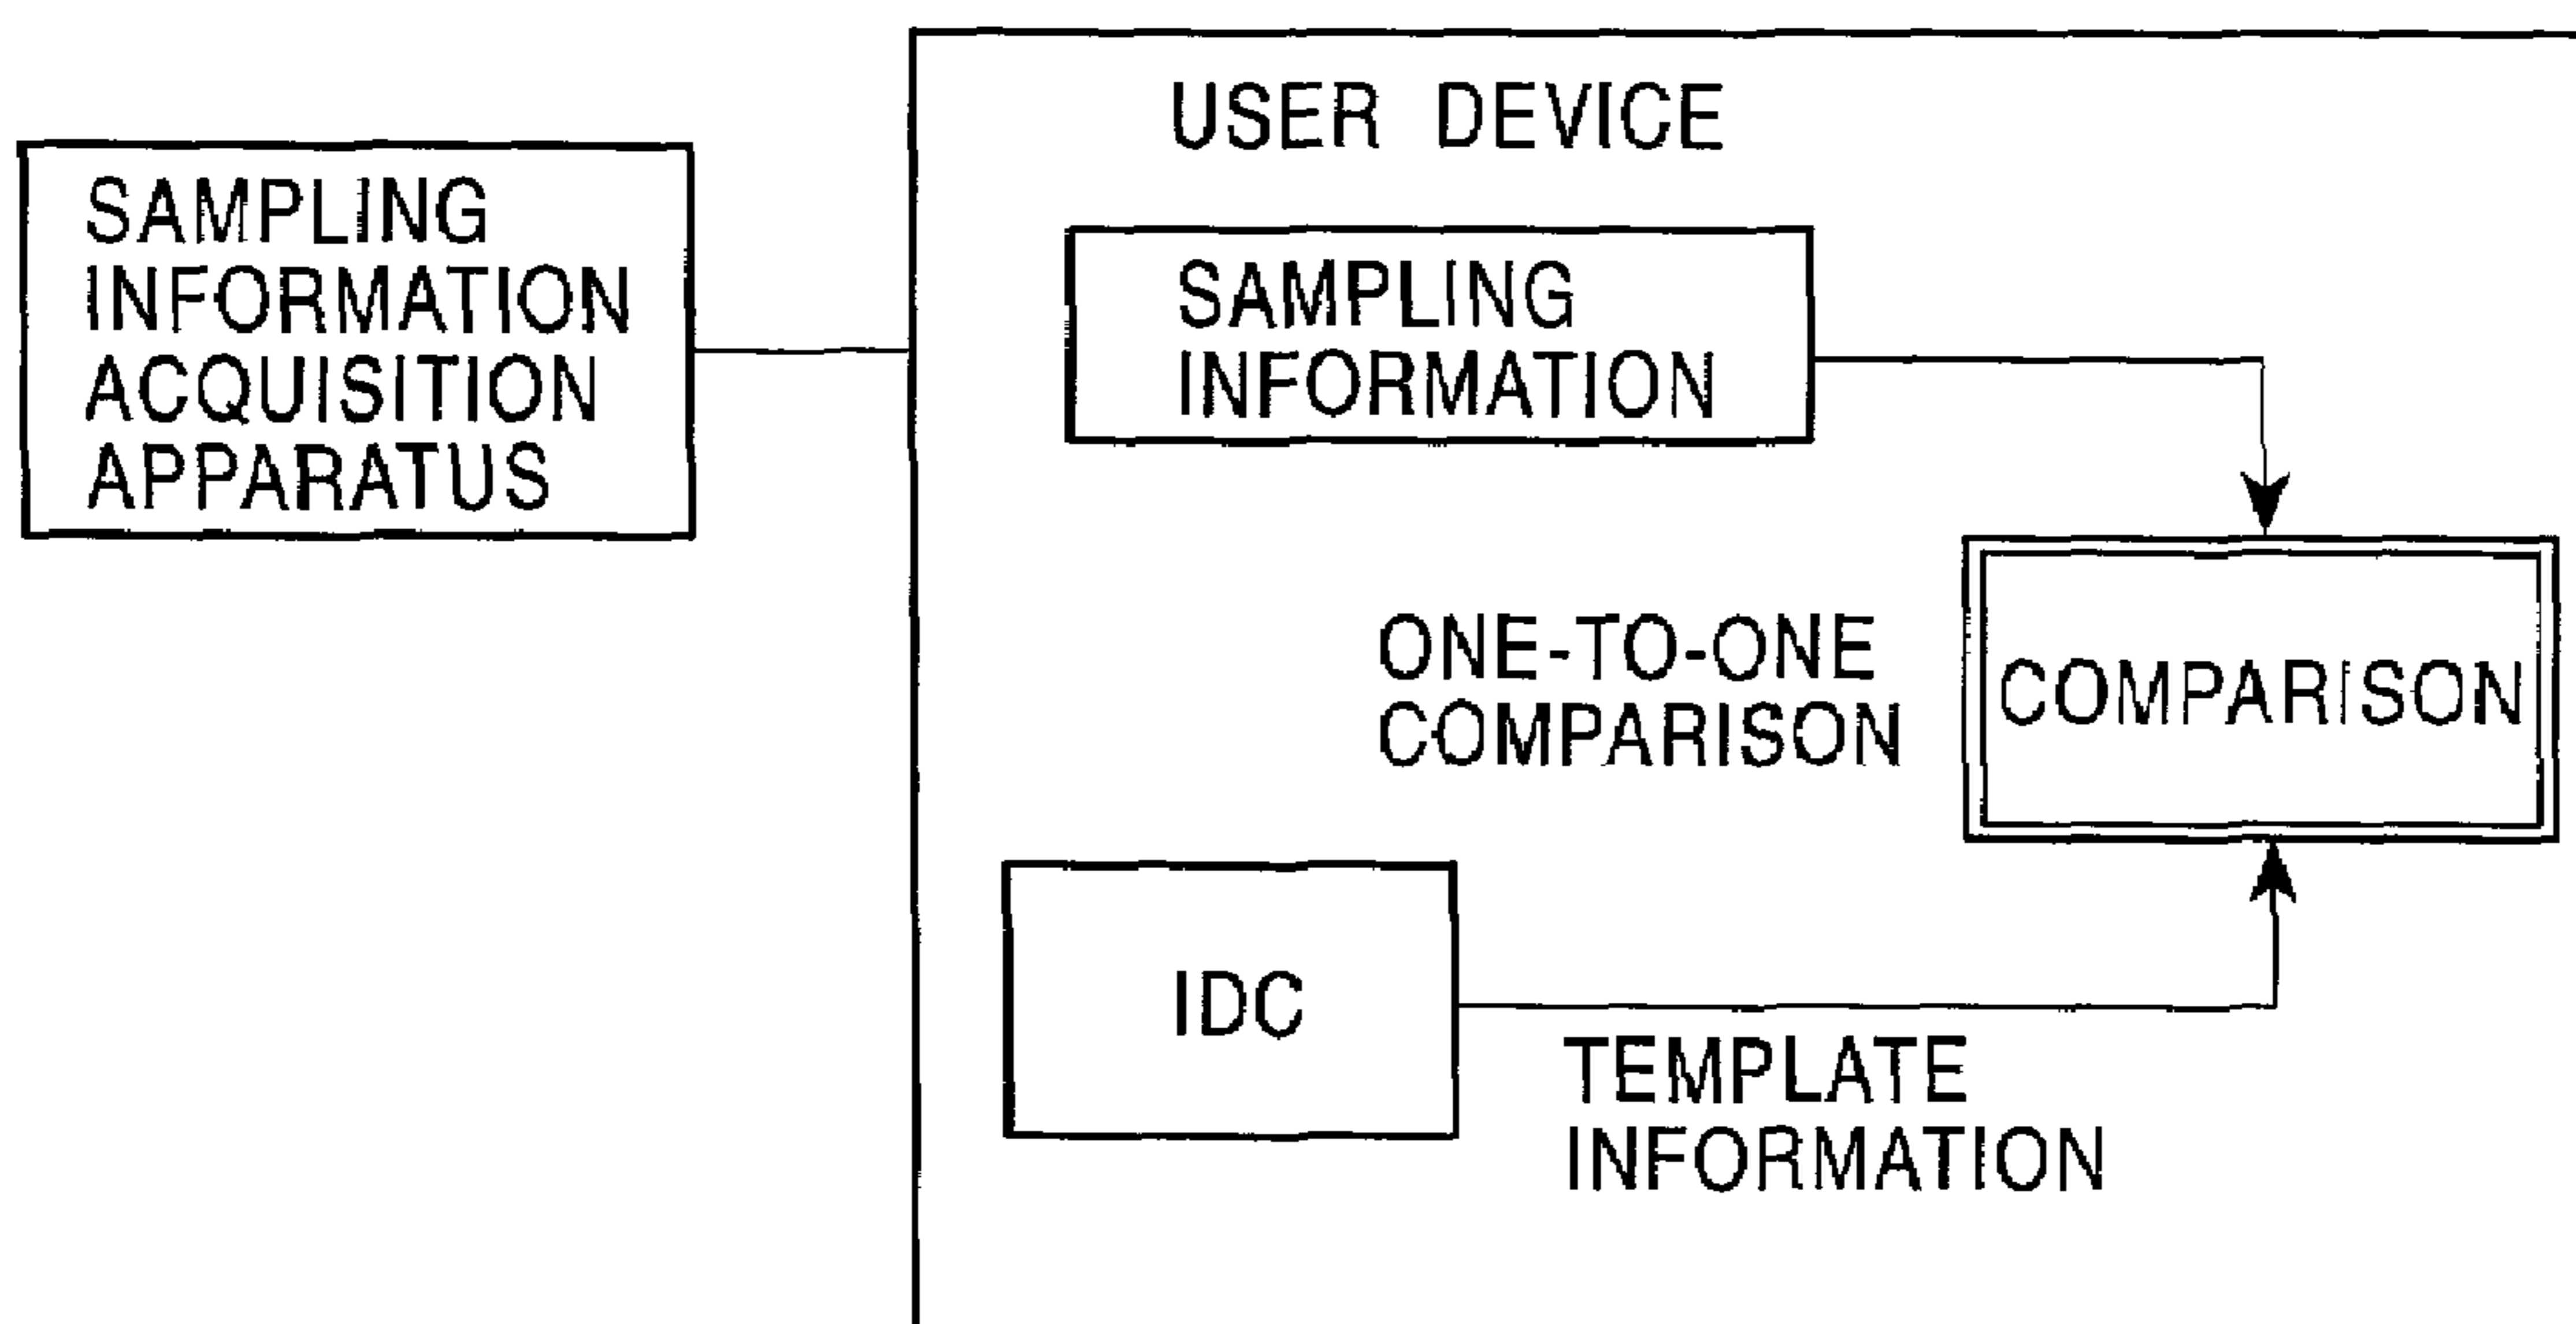 USER DEVICE
SAMPLING
INFORMATION
ACQUISITION
APPARATUS
SAMPLING
INFORMATION
ONE-TO-ONE
COMPARISON
COMPARISON
IDC
TEMPLATE
INFORMATION